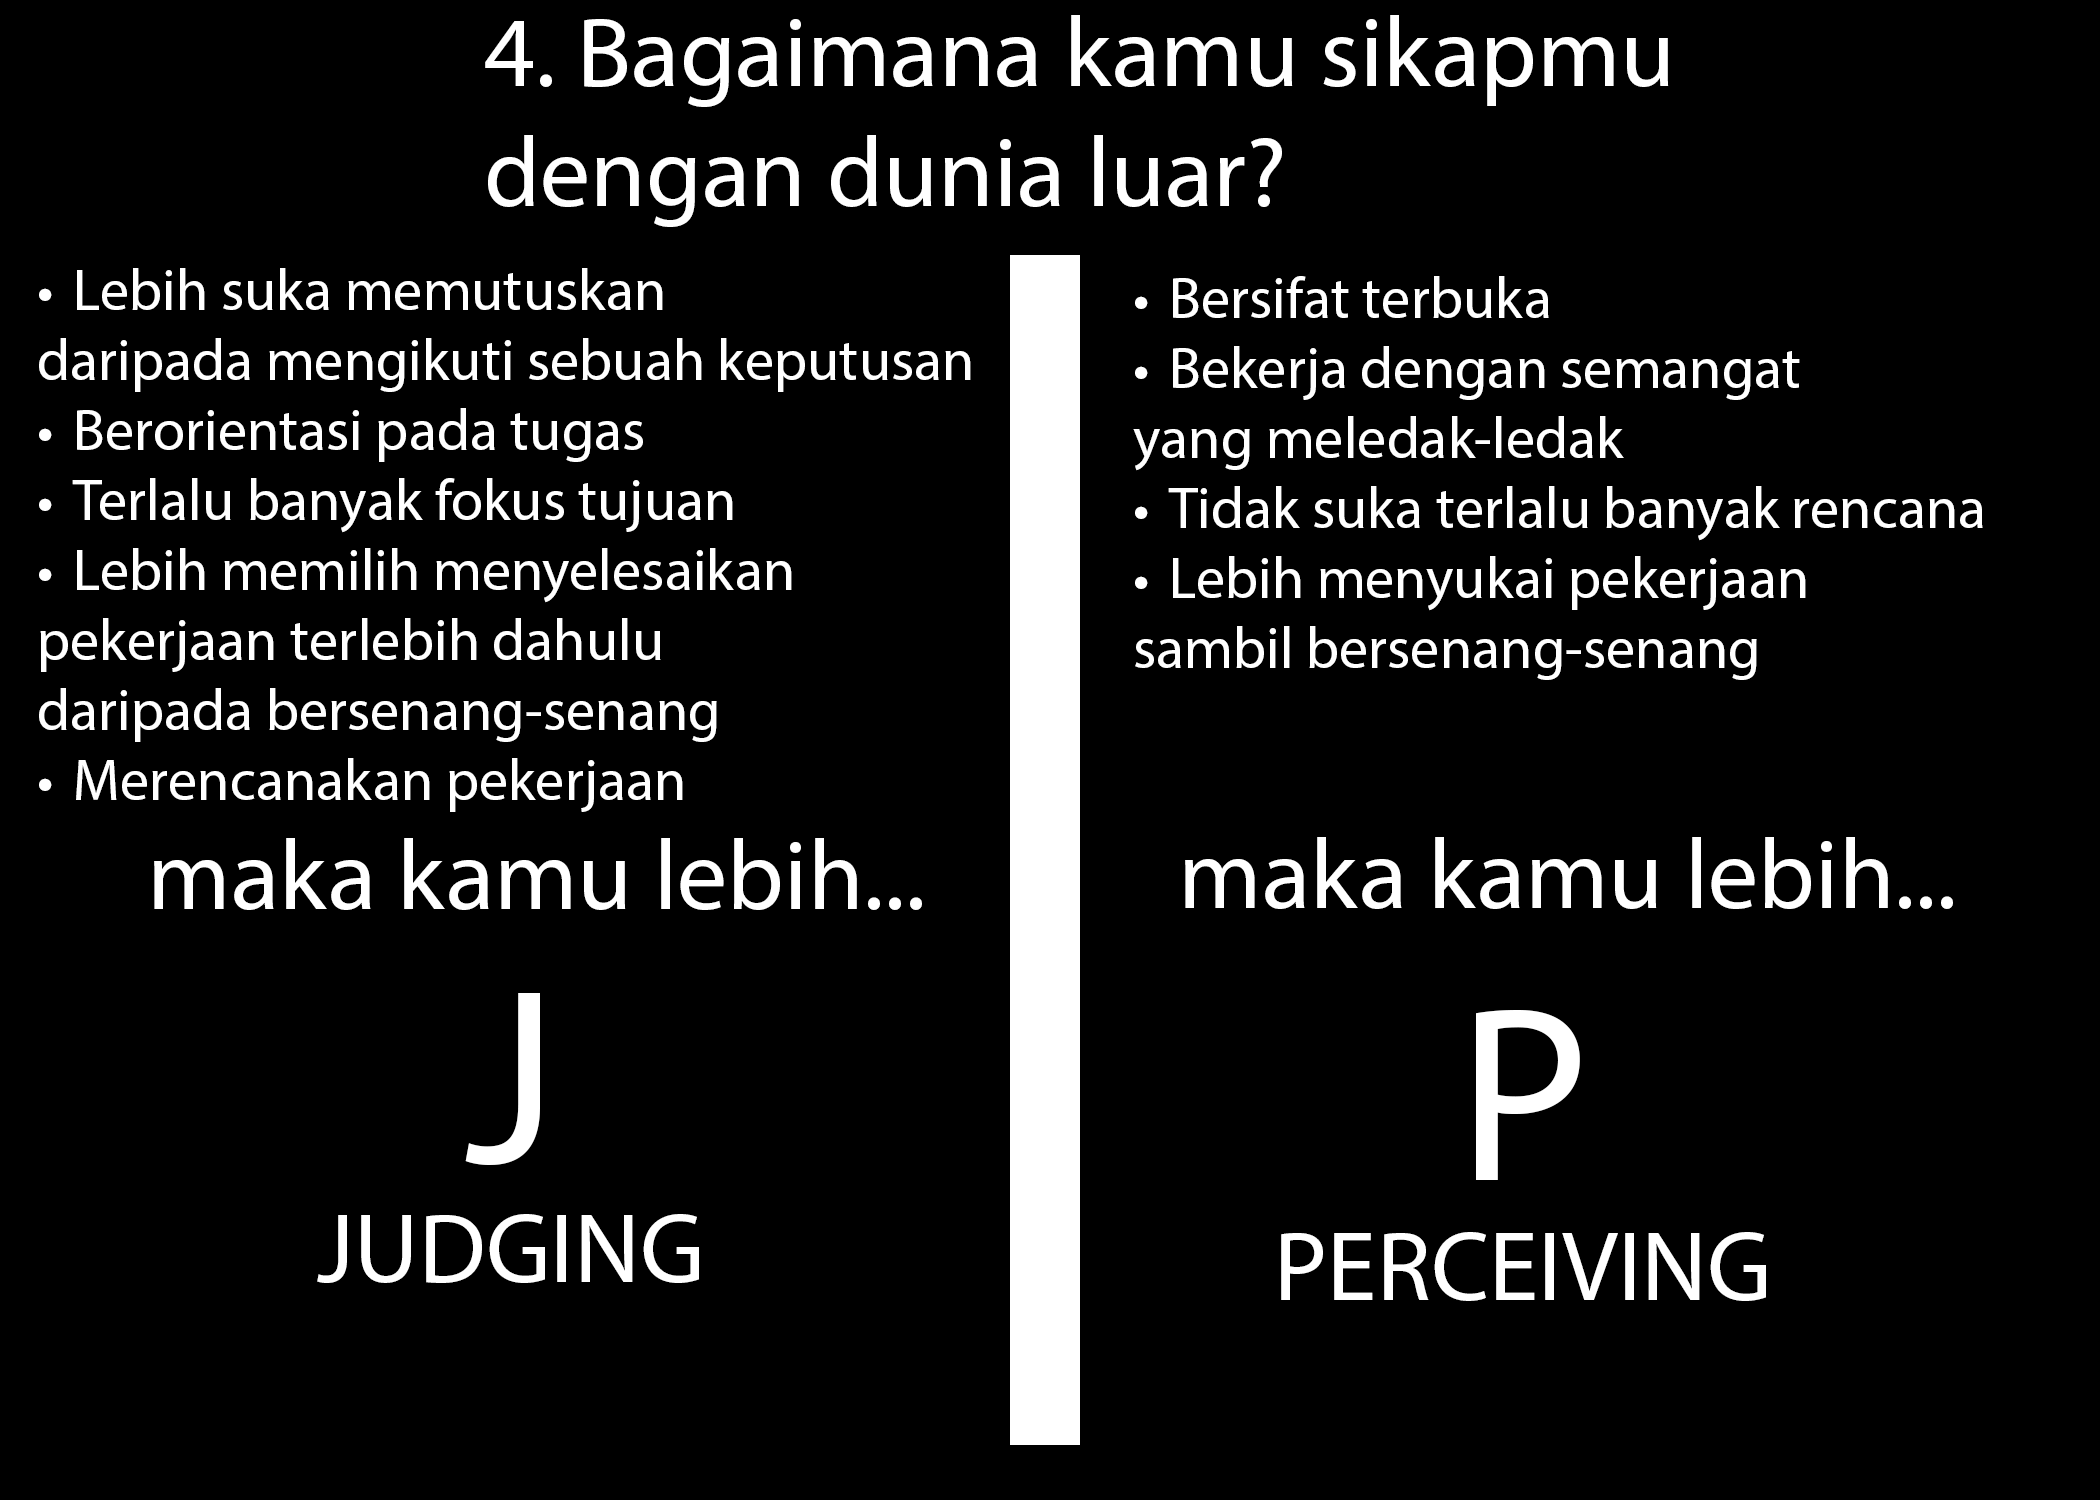 4. Bagaimana kamu sikapmu
dengan dunia luar?
• Lebih suka memutuskan
daripada mengikuti sebuah keputusan
• Berorientasi pada tugas
• Terlalu banyak fokus tujuan
• Lebih memilih menyelesaikan
pekerjaan terlebih dahulu
daripada bersenang-senang
• Merencanakan pekerjaan
maka kamu lebih...
J
JUDGING
• Bersifat terbuka
• Bekerja dengan semangat
yang meledak-ledak
• Tidak suka terlalu banyak rencana
• Lebih menyukai pekerjaan
sambil bersenang-senang
maka kamu lebih...
P
PERCEIVING